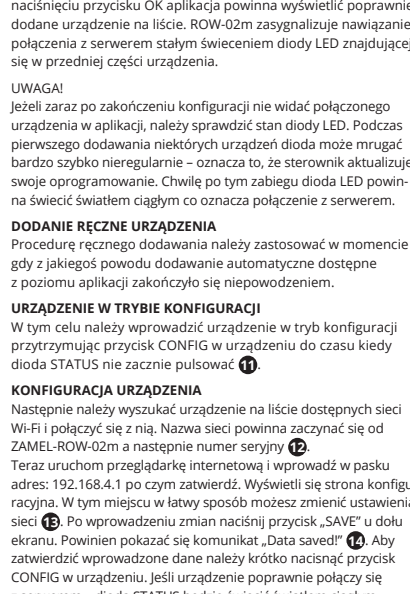 naciśnięciu przycisku OK aplikacja powinna wyświetlić poprawnie
dodane urządzenie na liście. ROW-02m zasygnalizuje nawiązanie
połączenia z serwerem stałym świeceniem diody LED znajdującej
się w przedniej części urządzenia.
UWAGA!
Jeżeli zaraz po zakończeniu konfiguracji nie widać połączonego
urządzenia w aplikacji, należy sprawdzić stan diody LED. Podczas
pierwszego dodawania niektórych urządzeń dioda może mrugać
bardzo szybko nieregularnie – oznacza to, że sterownik aktualizuje
swoje oprogramowanie. Chwilę po tym zabiegu dioda LED powin-
na świecić światłem ciągłym co oznacza połączenie z serwerem.
DODANIE RĘCZNE URZĄDZENIA
Procedurę ręcznego dodawania należy zastosować w momencie
gdy z jakiegoś powodu dodawanie automatyczne dostępne
z poziomu aplikacji zakończyło się niepowodzeniem.
URZĄDZENIE W TRYBIE KONFIGURACJI
W tym celu należy wprowadzić urządzenie w tryb konfiguracji
przytrzymując przycisk CONFIG w urządzeniu do czasu kiedy
dioda STATUS nie zacznie pulsować 11.
KONFIGURACJA URZĄDZENIA
Następnie należy wyszukać urządzenie na liście dostępnych sieci
Wi-Fi i połączyć się z nią. Nazwa sieci powinna zaczynać się od
ZAMEL-ROW-02m a następnie numer seryjny 12.
Teraz uruchom przeglądarkę internetową i wprowadź w pasku
adres: 192.168.4.1 po czym zatwierdź. Wyświetli się strona konfigu
racyjna. W tym miejscu w łatwy sposób możesz zmienić ustawienia
sieci 13. Po wprowadzeniu zmian naciśnij przycisk „SAVE” u dołu
ekranu. Powinien pokazać się komunikat „Data saved!” 14. Aby
zatwierdzić wprowadzone dane należy krótko nacisnąć przycisk
CONFIG w urządzeniu. Jeśli urządzenie poprawnie połączy się